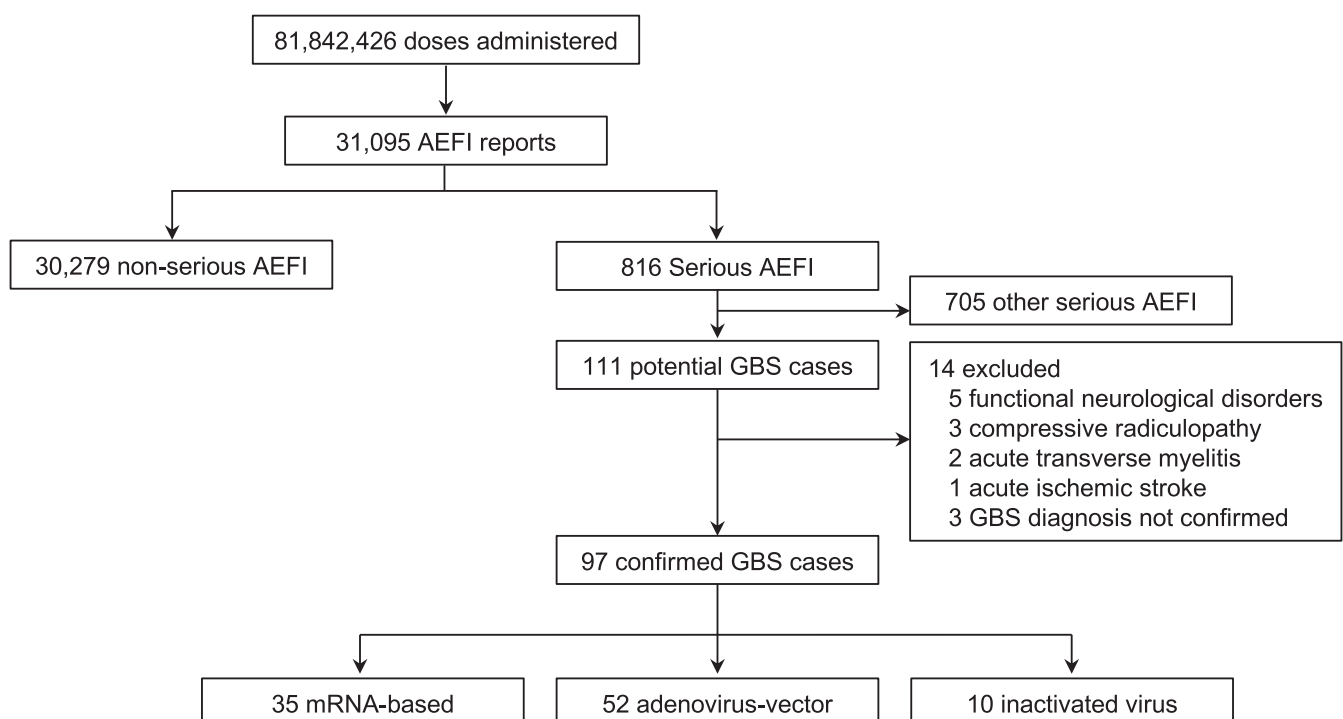 81,842,426 doses administered
31,095 AEFI reports
30,279 non-serious AEFI
816 Serious AEFI
705 other serious AEFI
111 potential GBS cases
14 excluded
5 functional neurological disorders
3 compressive radiculopathy
2 acute transverse myelitis
1 acute ischemic stroke
3 GBS diagnosis not confirmed
97 confirmed GBS cases
35 mRNA-based
52 adenovirus-vector
10 inactivated virus